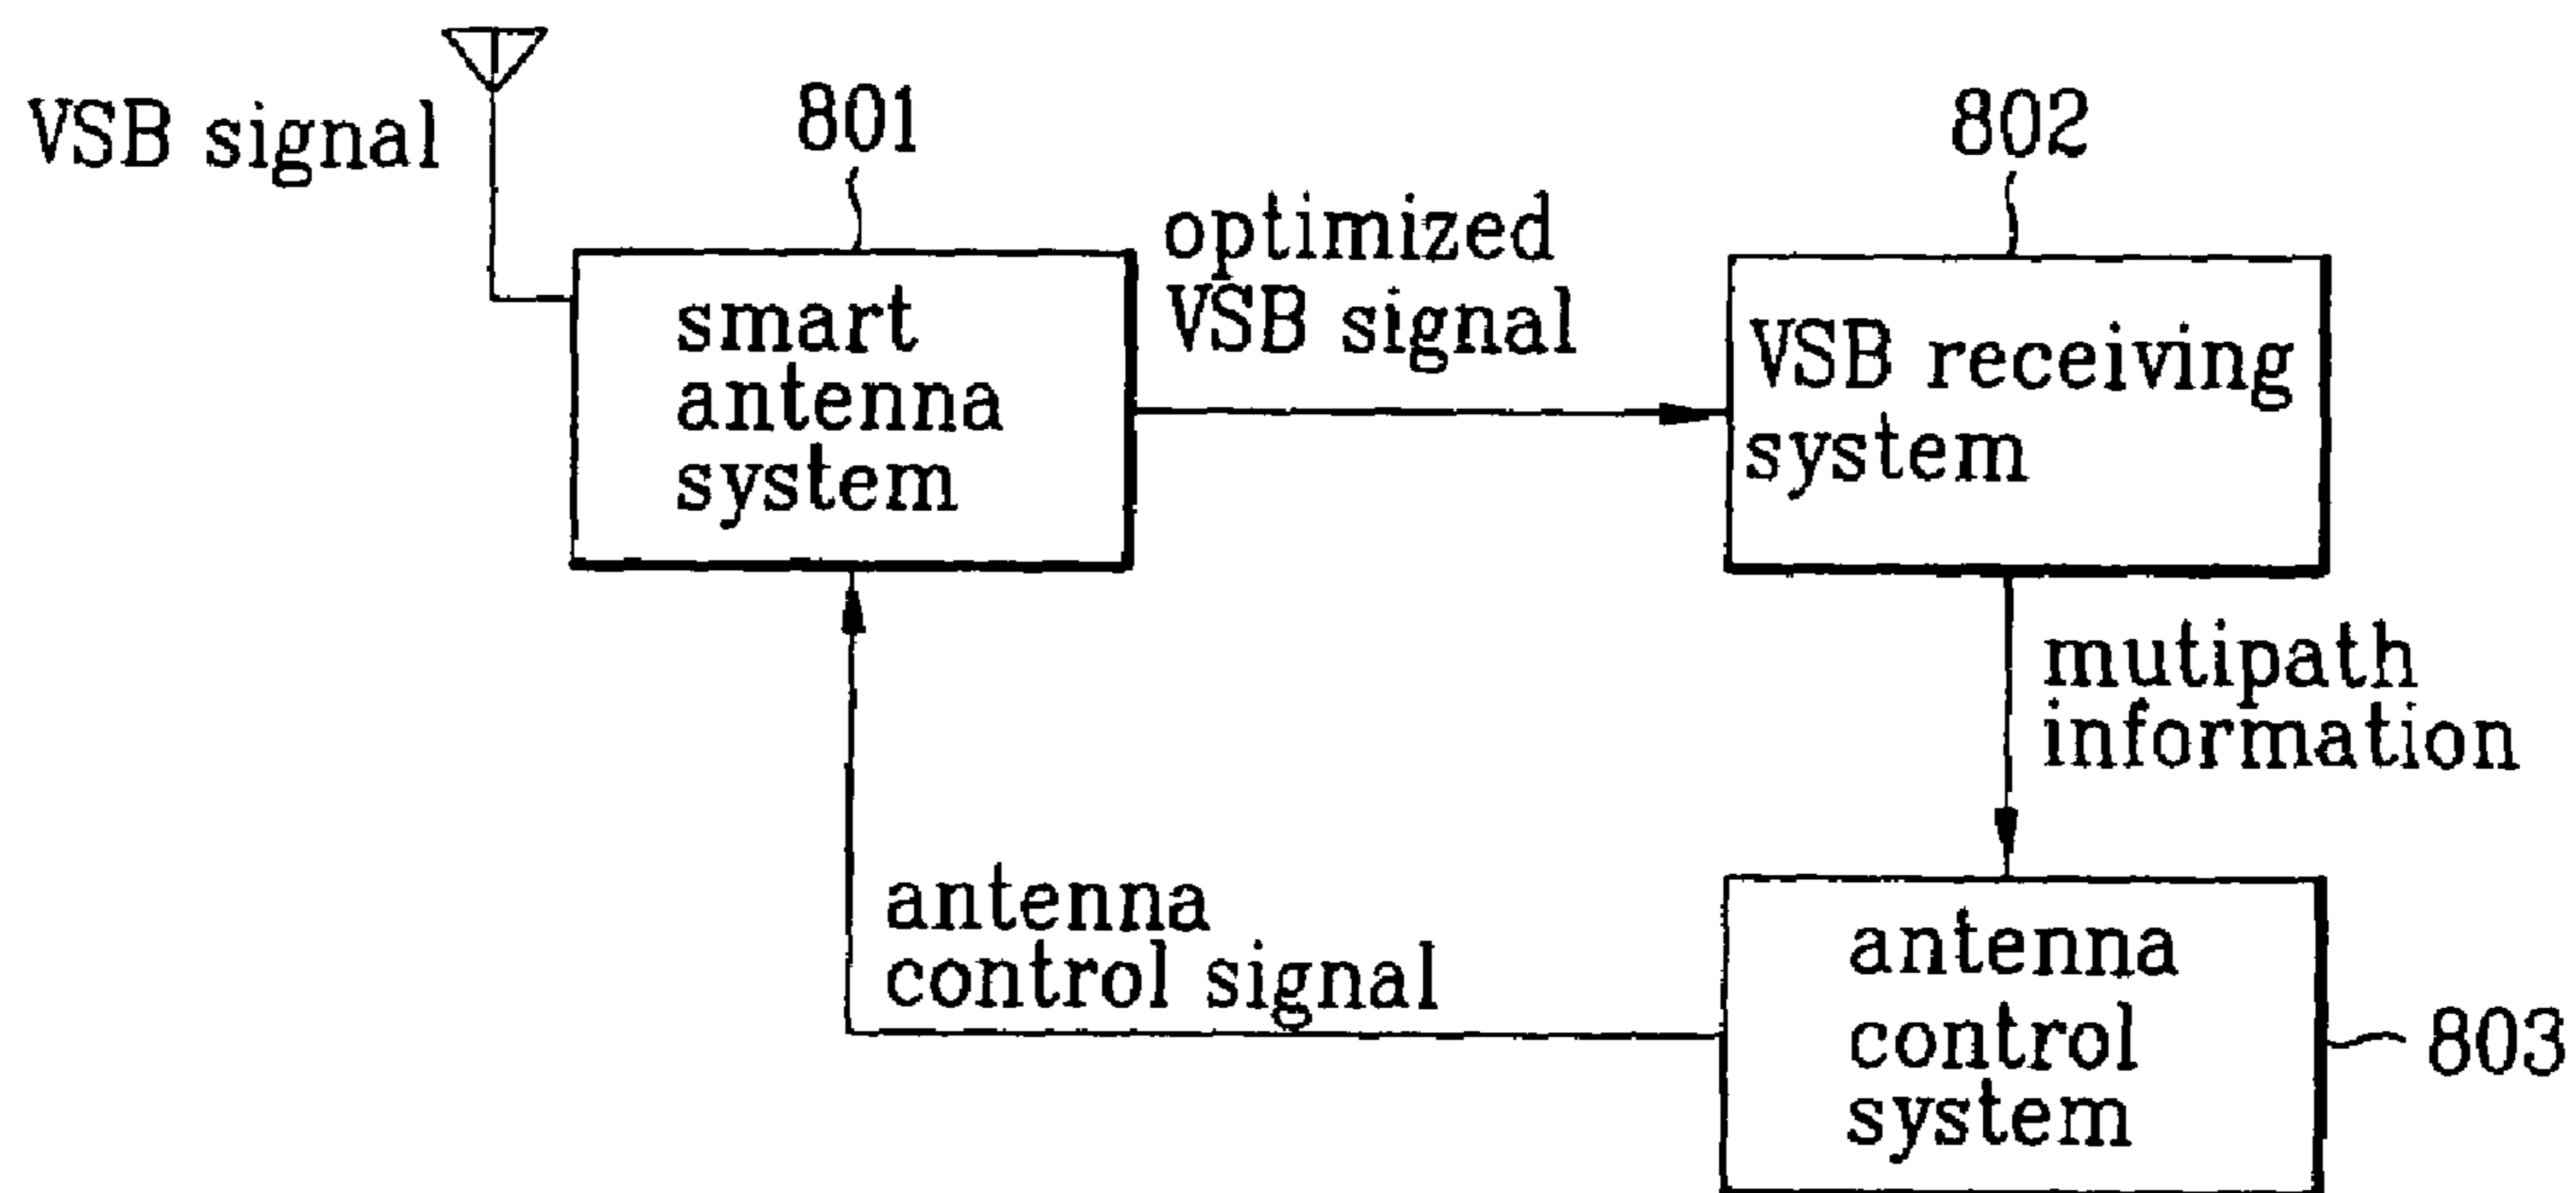 VSB signal
801
802
optimized
VSB signal
smart
antenna
system
VSB receiving
system
mutipath
information
antenna
control signal
antenna
control
system
803